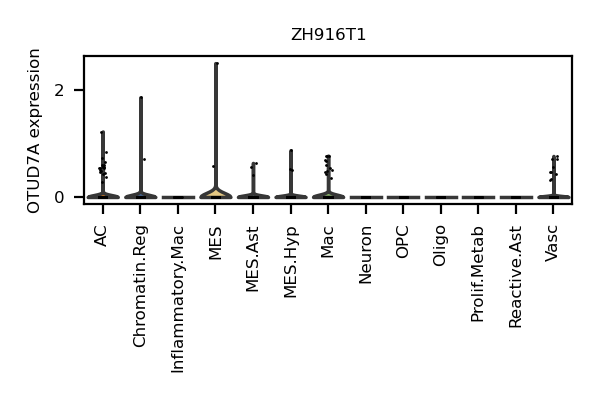 ZH916T1
OTUD7A expression
2
0
AC
Chromatin.Reg
Inflammatory.Mac
MES
MES.Ast
MES.Hyp
Mac
Neuron
OPC
Oligo
Prolif.Metab
Reactive.Ast
Vasc